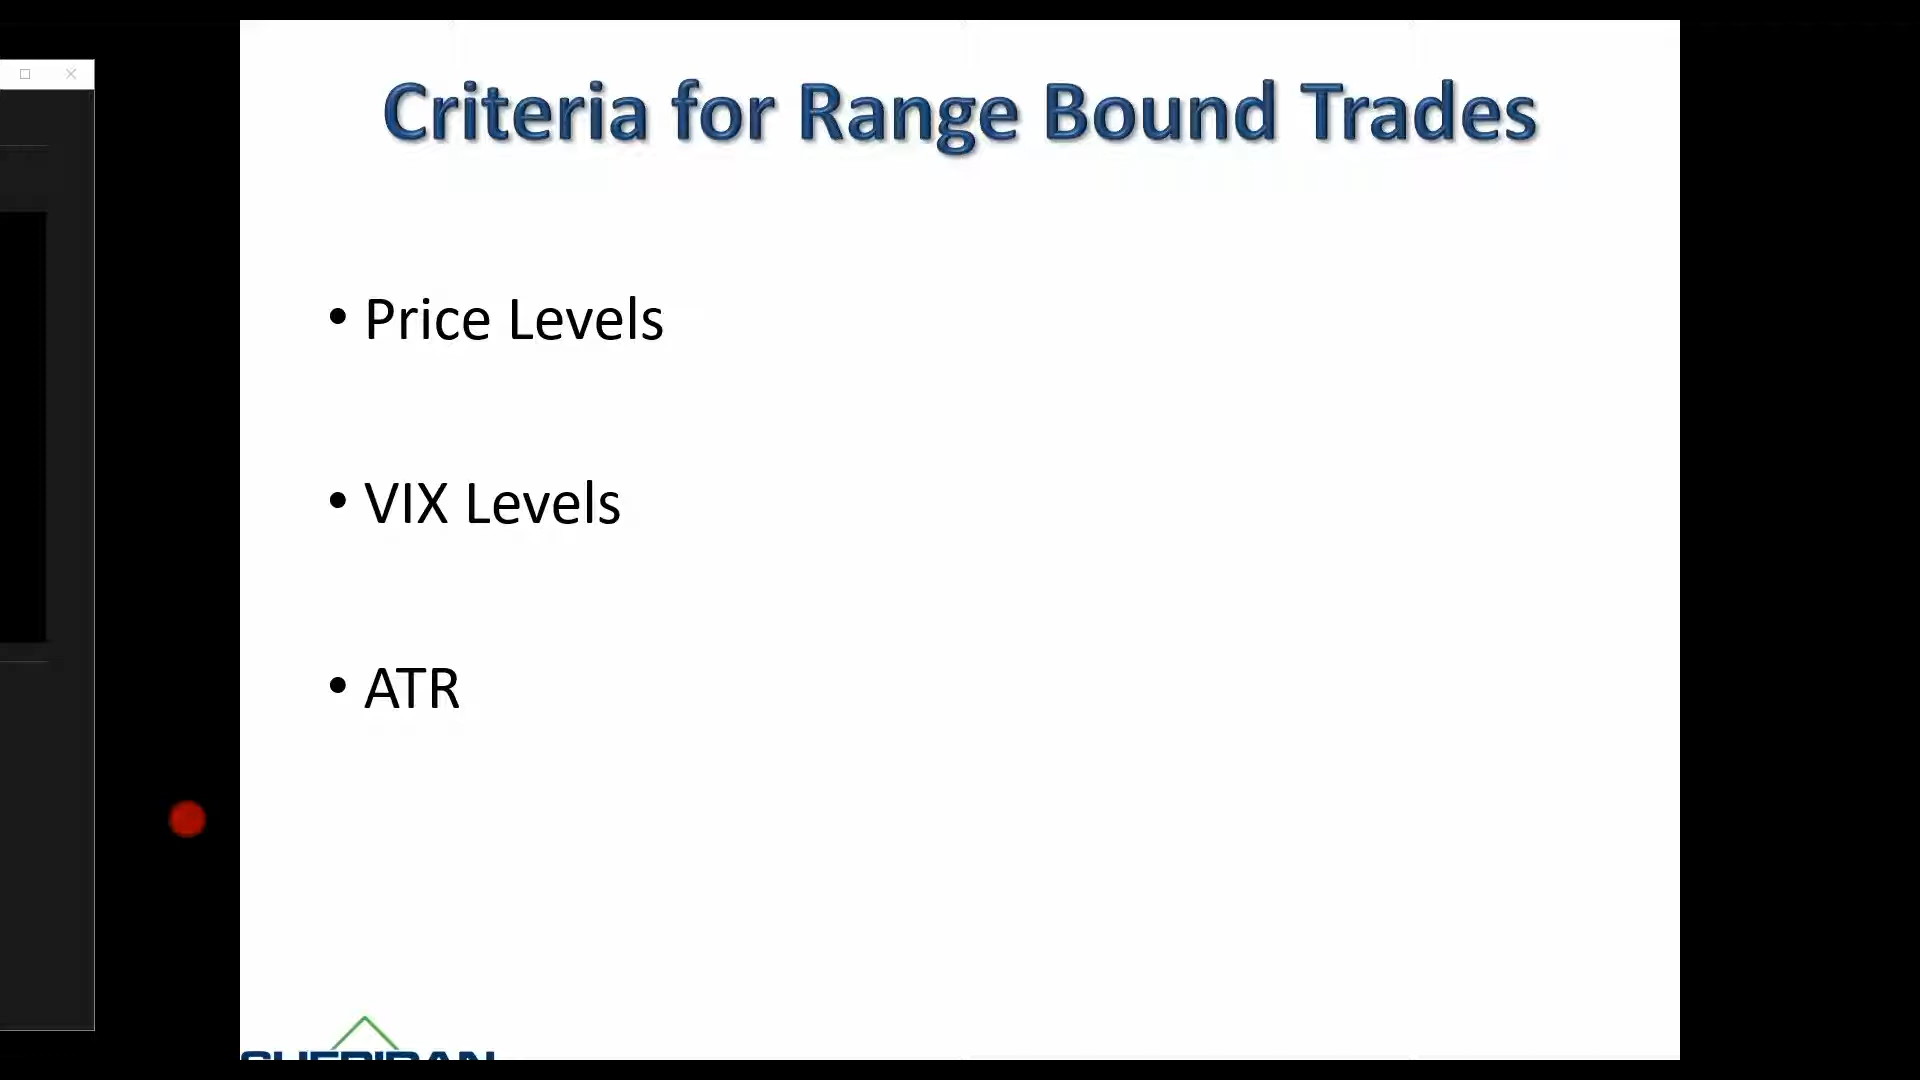 Criteria for Range Bound Trades
• Price Levels
• VIX Levels
• ATR
SHERIDAN